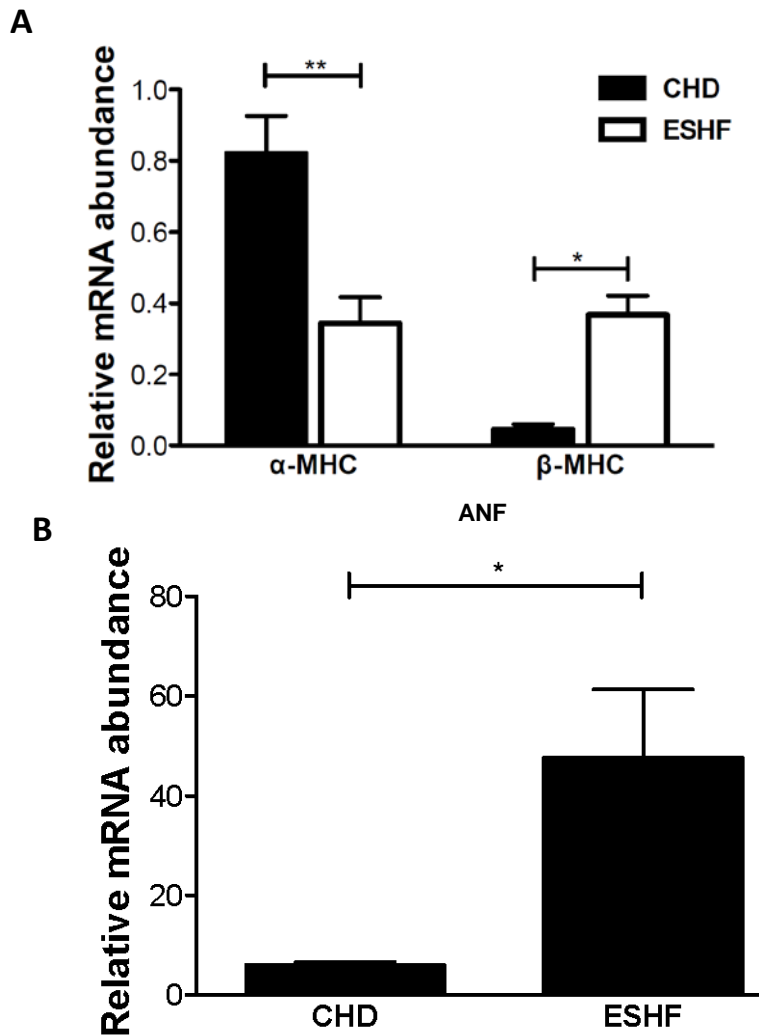 A
Relative mRNA abundance
**
CHD
ESHF
1.0
0.8
*
0.6
0.4
0.2
0.0
α-MHC β-MHC
ANF
B
Relative mRNA abundance
*
80
60
40
20
0
CHD ESHF